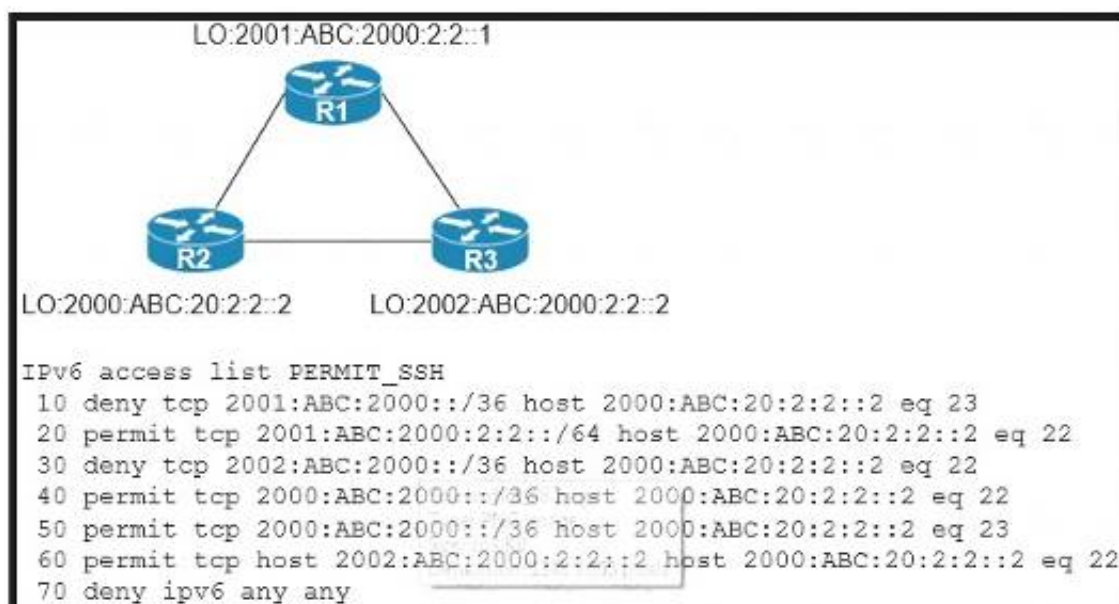 LO:2001:ABC:2000:2:2::1
R1
R2
R3
LO:2000:ABC:20:2:2::2
LO:2002:ABC:2000:2:2::2
IPv6 access list PERMIT_SSH
10 deny tcp 2001:ABC:2000::/36 host 2000:ABC:20:2:2::2 eq 23
20 permit tcp 2001:ABC:2000:2:2::/64 host 2000:ABC:20:2:2::2 eq 22
30 deny tcp 2002:ABC:2000::/36 host 2000:ABC:20:2:2::2 eq 22
40 permit tcp 2000:ABC:2000::/36 host 2000:ABC:20:2:2::2 eq 22
50 permit tcp 2000:ABC:2000::/36 host 2000:ABC:20:2:2::2 eq 23
60 permit tcp host 2002:ABC:2000:2:2::2 host 2000:ABC:20:2:2::2 eq 22
70 deny ipv6 any any